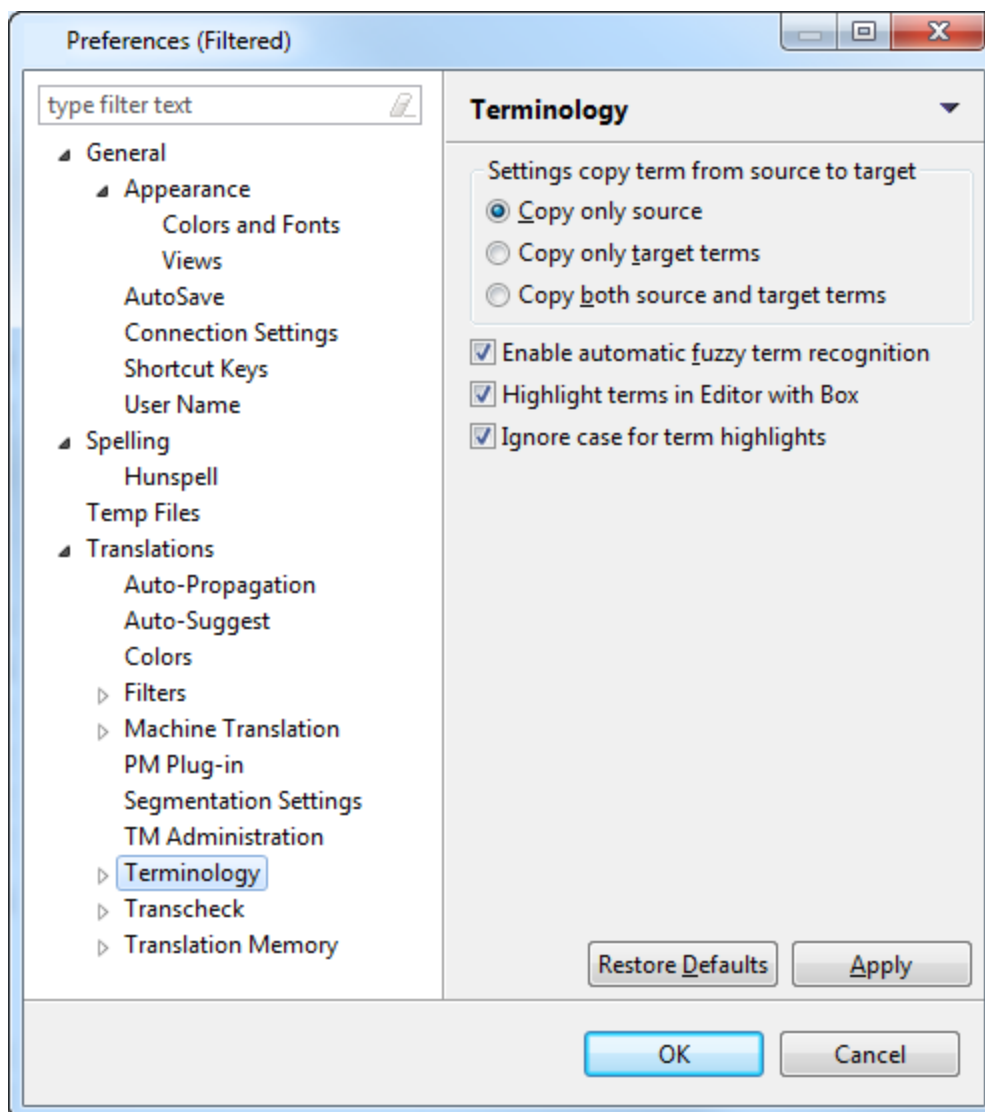 Preferences (Filtered)
type filter text
General
Appearance
Colors and Fonts
Views
AutoSave
Connection Settings
Shortcut Keys
User Name
Spelling
Hunspell
Temp Files
Translations
Auto-Propagation
Auto-Suggest
Colors
Filters
Machine Translation
PM Plug-in
Segmentation Settings
TM Administration
Terminology
Transcheck
Translation Memory
Terminology
Settings copy term from source to target
Copy only source
Copy only target terms
Copy both source and target terms
Enable automatic fuzzy term recognition
Highlight terms in Editor with Box
Ignore case for term highlights
Restore Defaults
Apply
OK
Cancel